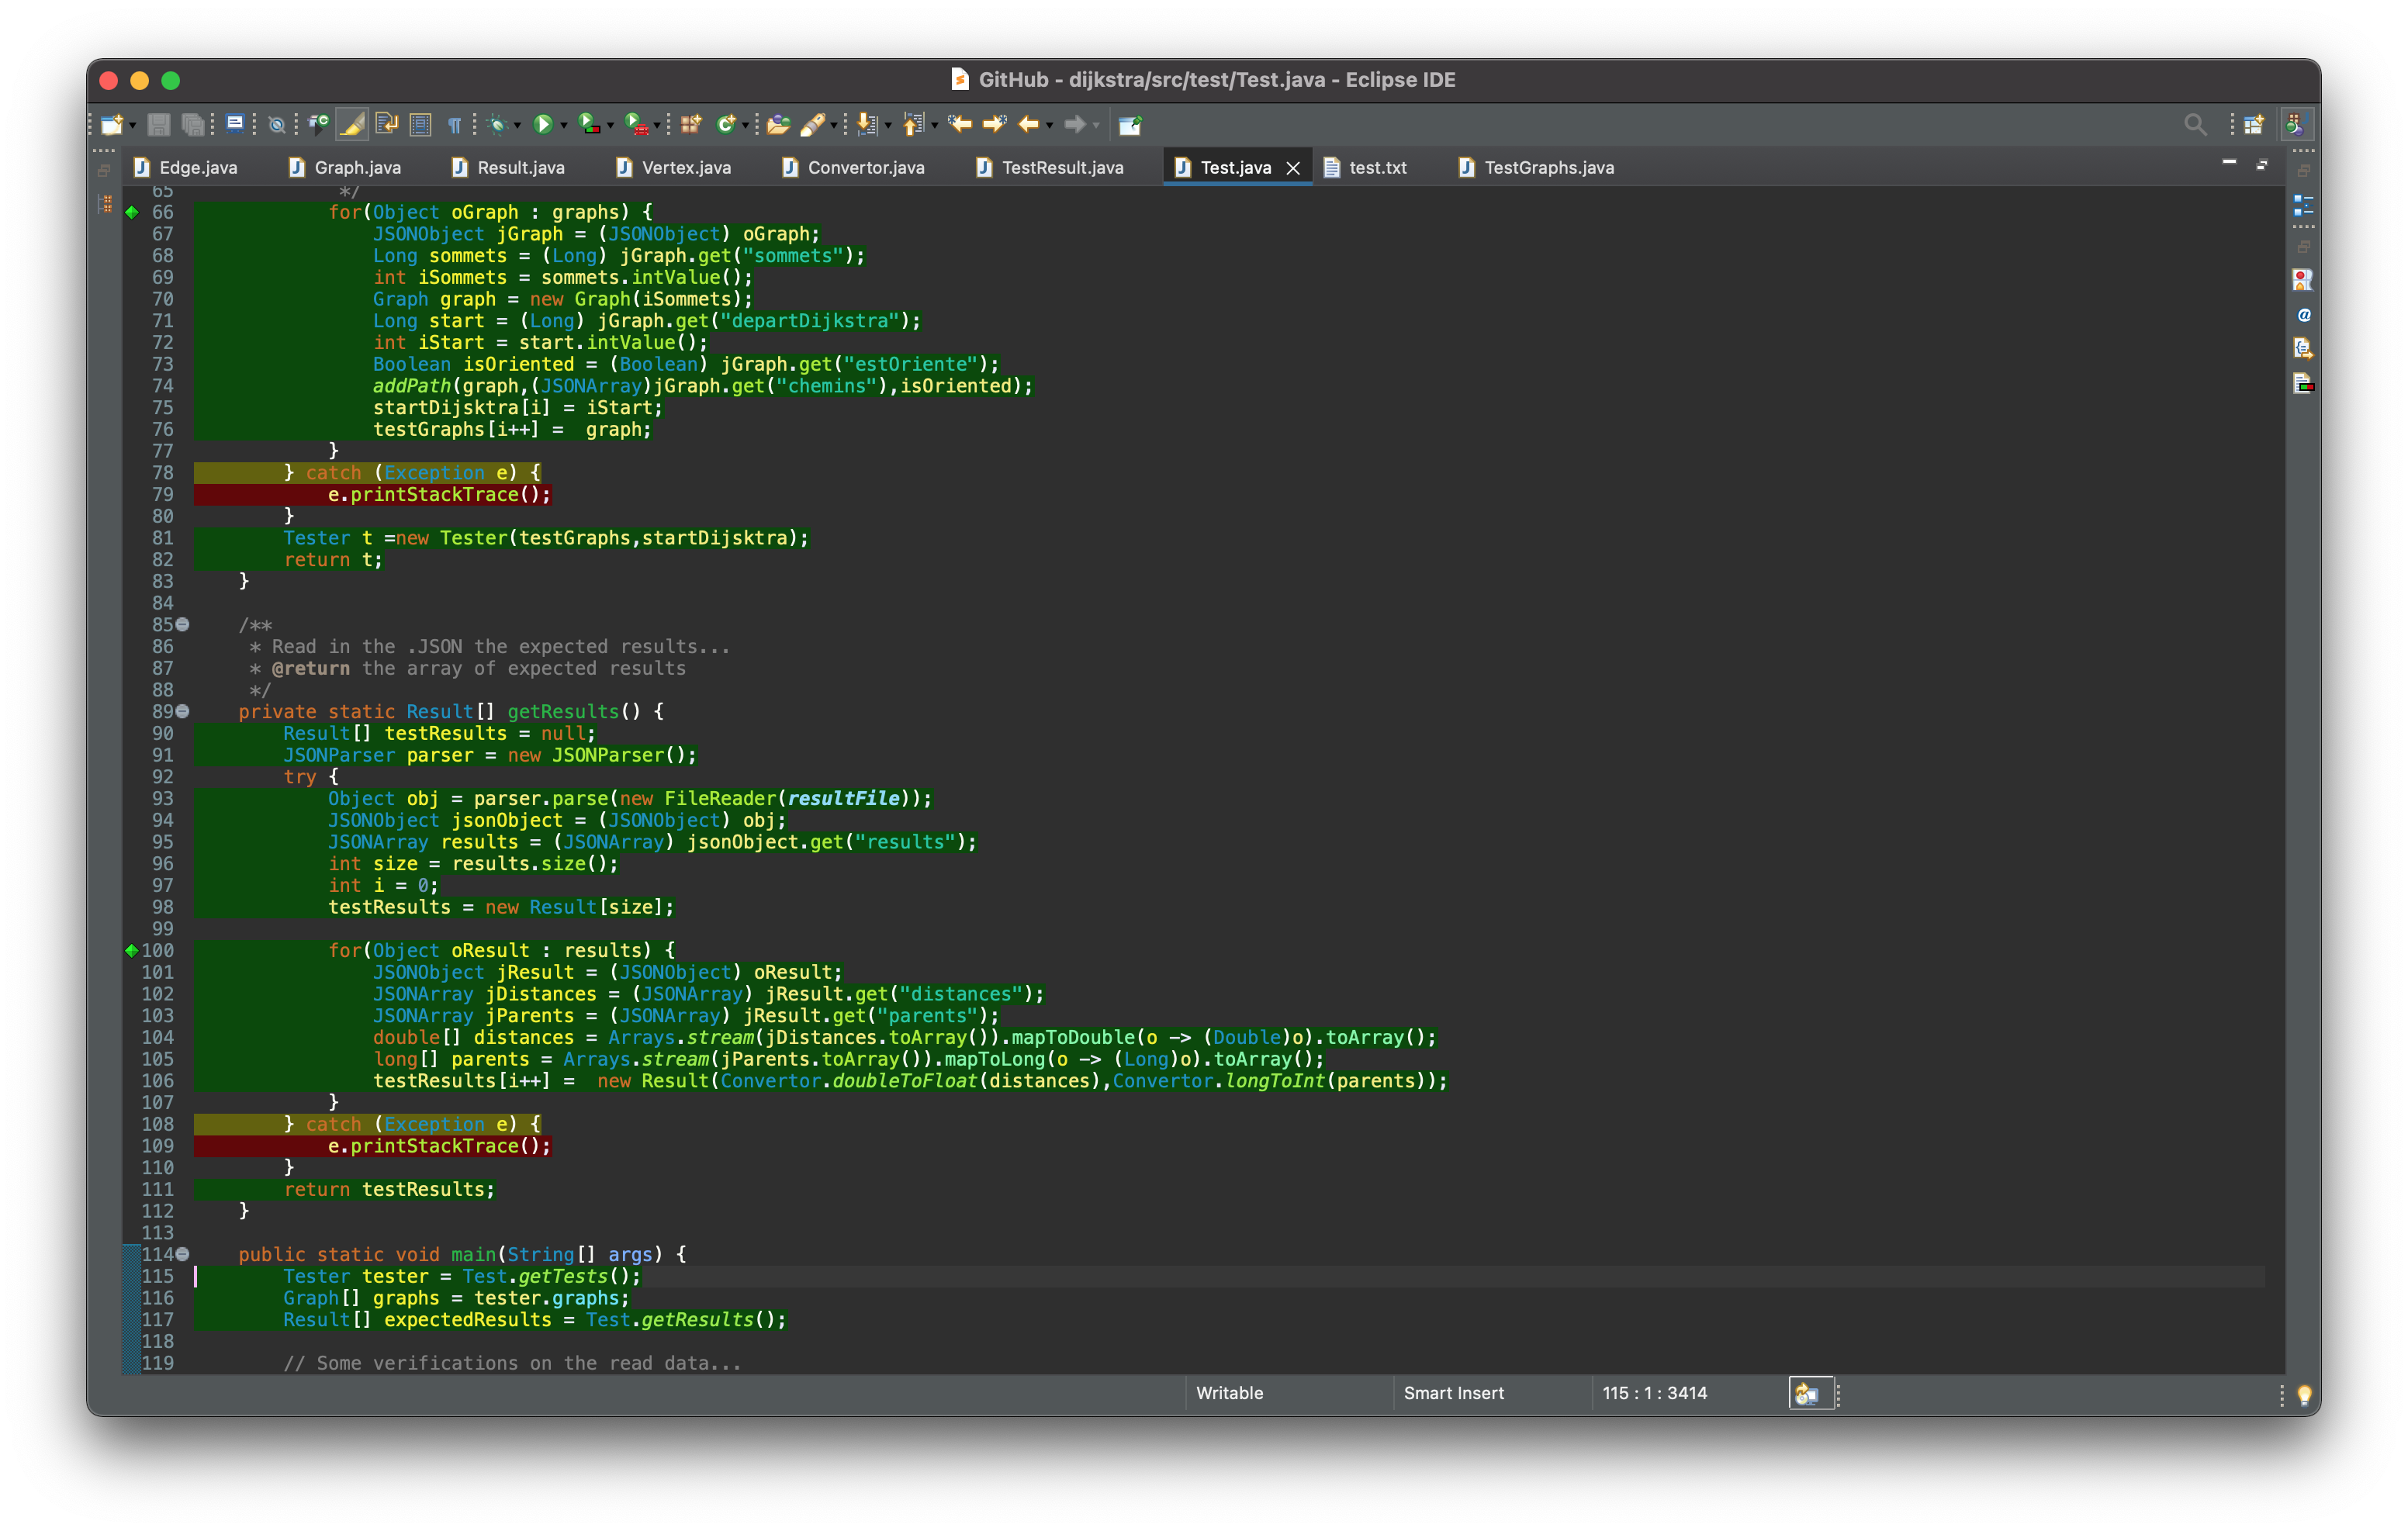 GitHub - dijkstra/src/test/Test.java - Eclipse IDE
Edge.java Graph.java Result.java Vertex.java Convertor.java TestResult.java Test.java test.txt TestGraphs.java
65 */
66 for(Object oGraph : graphs) {
67 JSONObject jGraph = (JSONObject) oGraph;
68 Long sommets = (Long) jGraph.get("sommets");
69 int iSommets = sommets.intValue();
70 Graph graph = new Graph(iSommets);
71 Long start = (Long) jGraph.get("departDijkstra");
72 int iStart = start.intValue();
73 Boolean isOriented = (Boolean) jGraph.get("estOriente");
74 addPath(graph,(JSONArray)jGraph.get("chemins"),isOriented);
75 startDijsktra[i] = iStart;
76 testGraphs[i++] =  graph;
77 }
78 } catch (Exception e) {
79 e.printStackTrace();
80 }
81 Tester t =new Tester(testGraphs,startDijsktra);
82 return t;
83 }
84
85 /**
86 * Read in the .JSON the expected results...
87 * @return the array of expected results
88 */
89 private static Result[] getResults() {
90 Result[] testResults = null;
91 JSONParser parser = new JSONParser();
92 try {
93 Object obj = parser.parse(new FileReader(resultFile));
94 JSONObject jsonObject = (JSONObject) obj;
95 JSONArray results = (JSONArray) jsonObject.get("results");
96 int size = results.size();
97 int i = 0;
98 testResults = new Result[size];
99
100 for(Object oResult : results) {
101 JSONObject jResult = (JSONObject) oResult;
102 JSONArray jDistances = (JSONArray) jResult.get("distances");
103 JSONArray jParents = (JSONArray) jResult.get("parents");
104 double[] distances = Arrays.stream(jDistances.toArray()).mapToDouble(o -> (Double)o).toArray();
105 long[] parents = Arrays.stream(jParents.toArray()).mapToLong(o -> (Long)o).toArray();
106 testResults[i++] =  new Result(Convertor.doubleToFloat(distances),Convertor.longToInt(parents));
107 }
108 } catch (Exception e) {
109 e.printStackTrace();
110 }
111 return testResults;
112 }
113
114 public static void main(String[] args) {
115 Tester tester = Test.getTests();
116 Graph[] graphs = tester.graphs;
117 Result[] expectedResults = Test.getResults();
118
119 // Some verifications on the read data...
Writable Smart Insert 115 : 1 : 3414